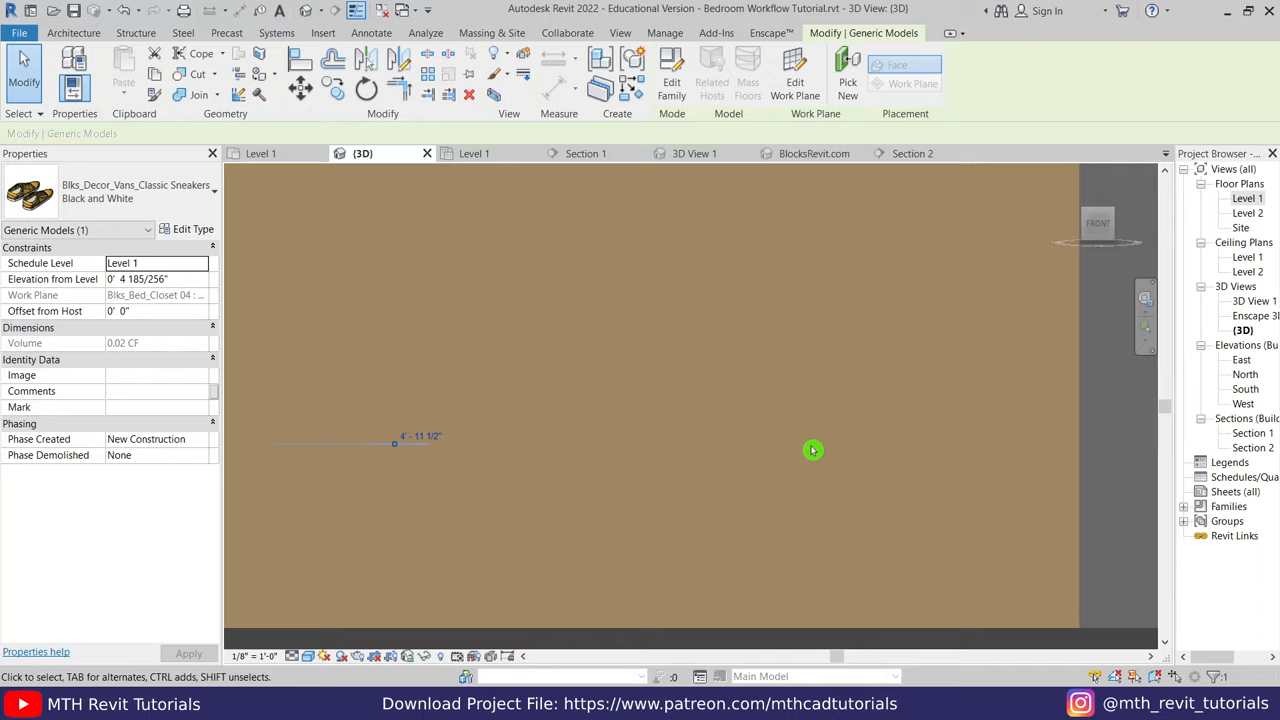 Autodesk Revit 2022 - Educational Version - Bedroom Workflow Tutorial.rvt - 3D View: {3D}
Sign In
File Architecture Structure Steel Precast Systems Insert Annotate Analyze Massing & Site Collaborate View Manage Add-Ins Enscape™ Modify | Generic Models
Modify
Paste
Cope
Cut
Join
Edit Family
Related Hosts
Mass Floors
Edit Work Plane
Pick New
Face
Work Plane
Select Properties Clipboard Geometry Modify View Measure Create Mode Model Work Plane Placement
Modify | Generic Models
Properties
Level 1 {3D} Level 1 Section 1 3D View 1 BlocksRevit.com Section 2
Project Browser -...
Blks_Decor_Vans_Classic Sneakers
Black and White
Generic Models (1) Edit Type
Constraints
Schedule Level Level 1
Elevation from Level 0' 4 185/256"
Work Plane Blks_Bed_Closet 04 : ...
Offset from Host 0' 0"
Dimensions
Volume 0.02 CF
Identity Data
Image
Comments
Mark
Phasing
Phase Created New Construction
Phase Demolished None
Properties help Apply
4' - 11 1/2"
FRONT
Views (all)
Floor Plans
Level 1
Level 2
Site
Ceiling Plans
Level 1
Level 2
3D Views
3D View 1
Enscape 3
{3D}
Elevations (Bu
East
North
South
West
Sections (Build
Section 1
Section 2
Legends
Schedules/Qua
Sheets (all)
Families
Groups
Revit Links
1/8" = 1'-0"
Click to select, TAB for alternates, CTRL adds, SHIFT unselects.
:0
Main Model
:1
MTH Revit Tutorials
Download Project File: https://www.patreon.com/mthcadtutorials
@mth_revit_tutorials